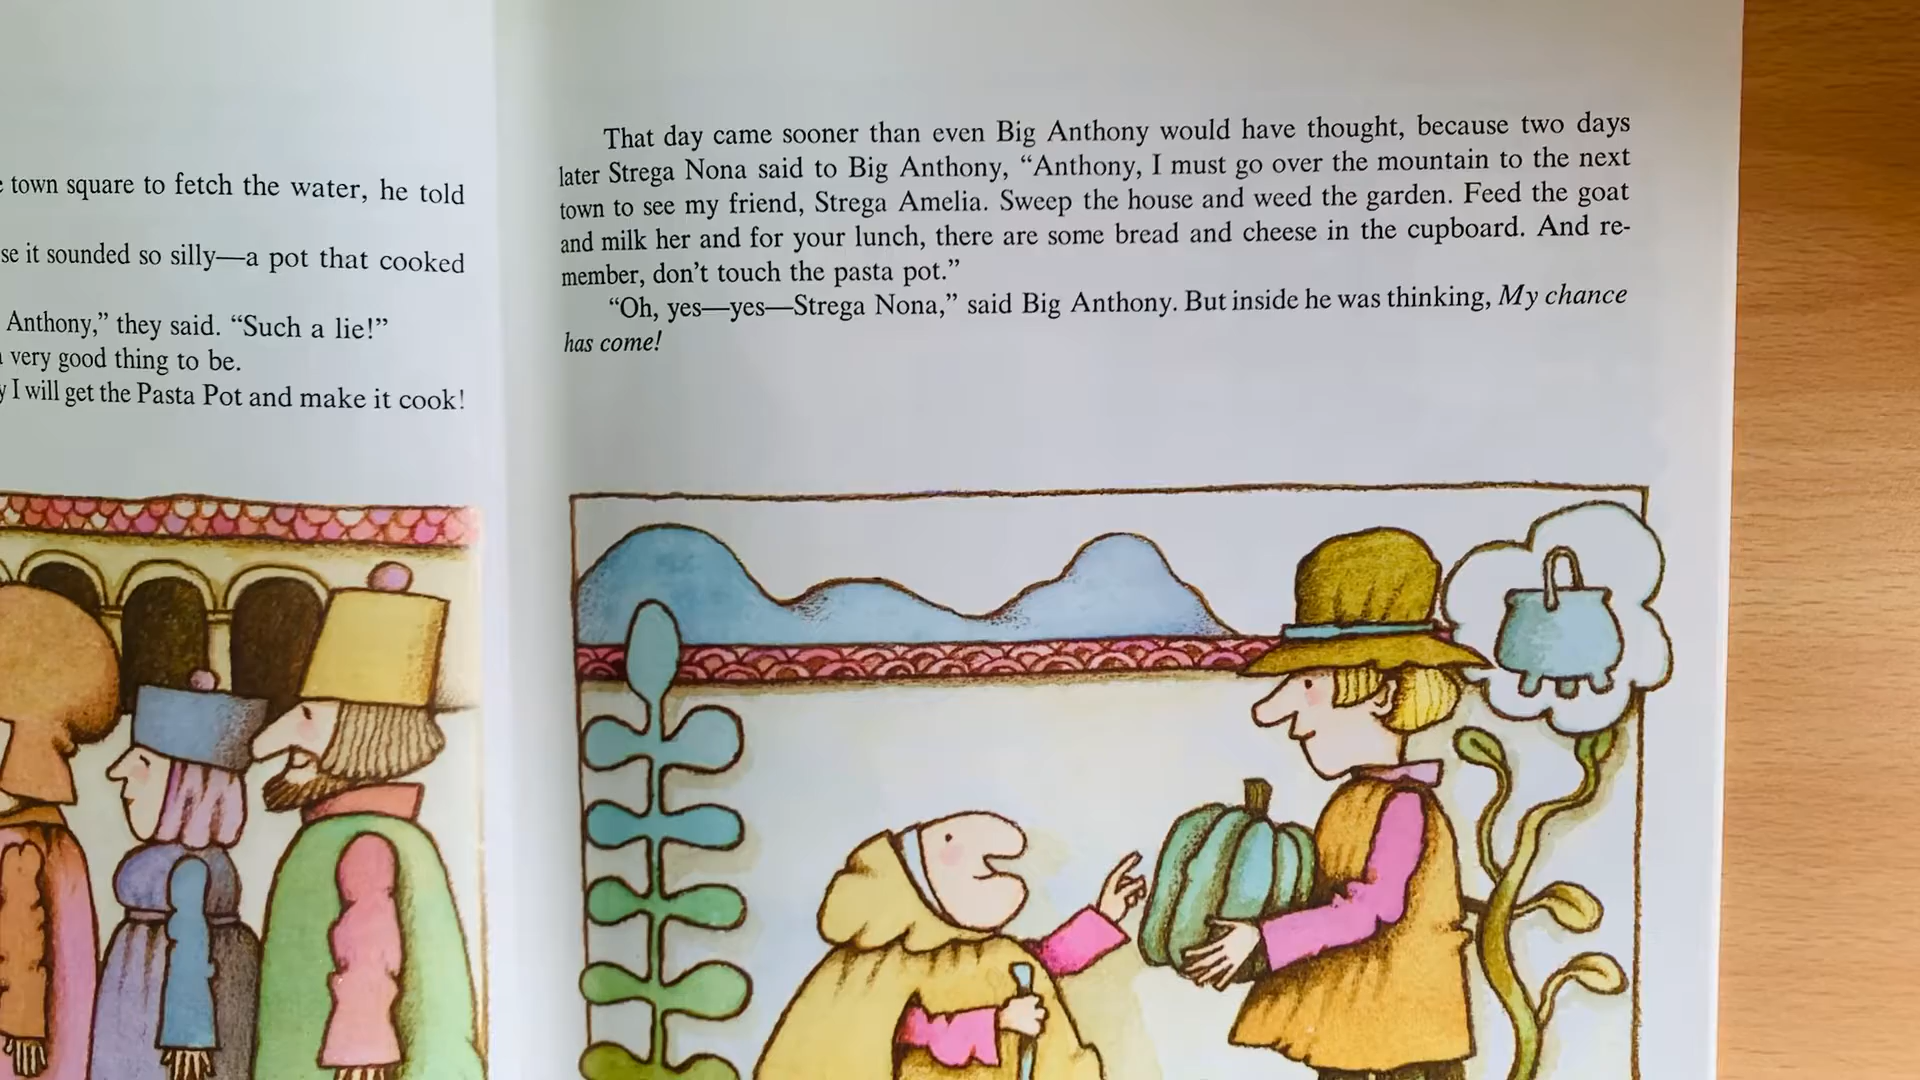 town square to fetch the water, he told
se it sounded so silly—a pot that cooked
Anthony,” they said. “Such a lie!”
very good thing to be.
I will get the Pasta Pot and make it cook!
That day came sooner than even Big Anthony would have thought, because two days
later Strega Nona said to Big Anthony, “Anthony, I must go over the mountain to the next
town to see my friend, Strega Amelia. Sweep the house and weed the garden. Feed the goat
and milk her and for your lunch, there are some bread and cheese in the cupboard. And re-
member, don’t touch the pasta pot.”
“Oh, yes—yes—Strega Nona,” said Big Anthony. But inside he was thinking, My chance
has come!